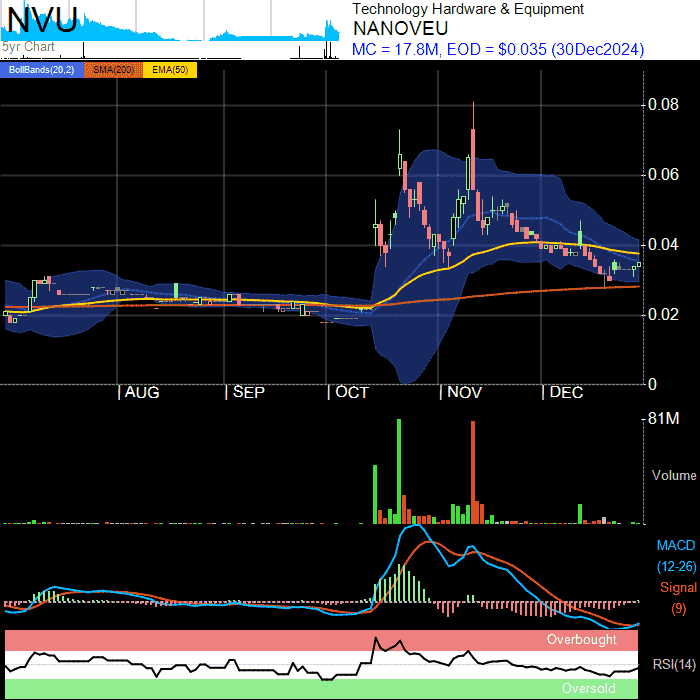 NVU
5yr Chart
Technology Hardware & Equipment
NANOVEU
MC = 17.8M, EOD = $0.035 (30Dec2024)
BollBands(20,2) SMA(200) EMA(50)
0.08
0.06
0.04
0.02
0
AUG SEP OCT NOV DEC
81M
Volume
MACD
(12-26)
Signal
(9)
Overbought
RSI(14)
Oversold